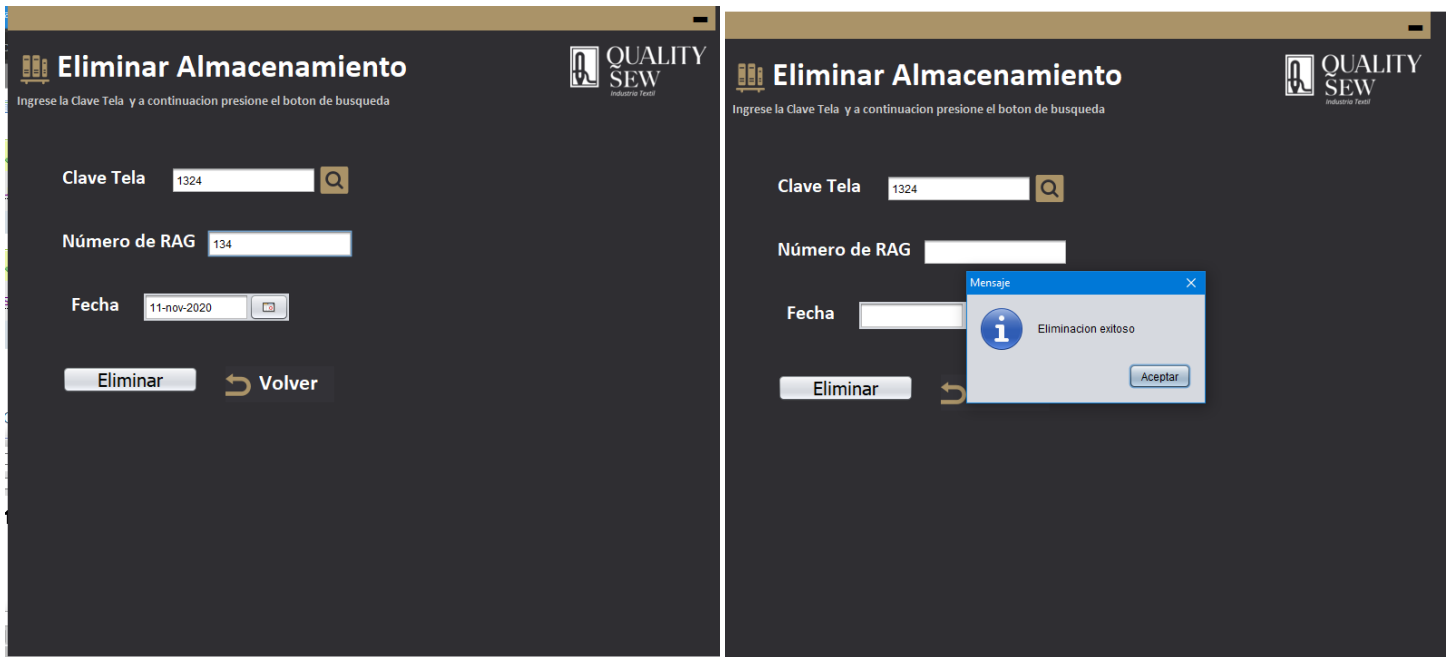 Eliminar Almacenamiento
QUALITY
SEW
Industria Textil
Ingrese la Clave Tela y a continuacion presione el boton de busqueda
Clave Tela 1324
Número de RAG 134
Fecha 11-nov-2020
Eliminar Volver
Eliminar Almacenamiento
QUALITY
SEW
Industria Textil
Ingrese la Clave Tela y a continuacion presione el boton de busqueda
Clave Tela 1324
Número de RAG
Mensaje
Fecha
Eliminacion exitoso
Aceptar
Eliminar